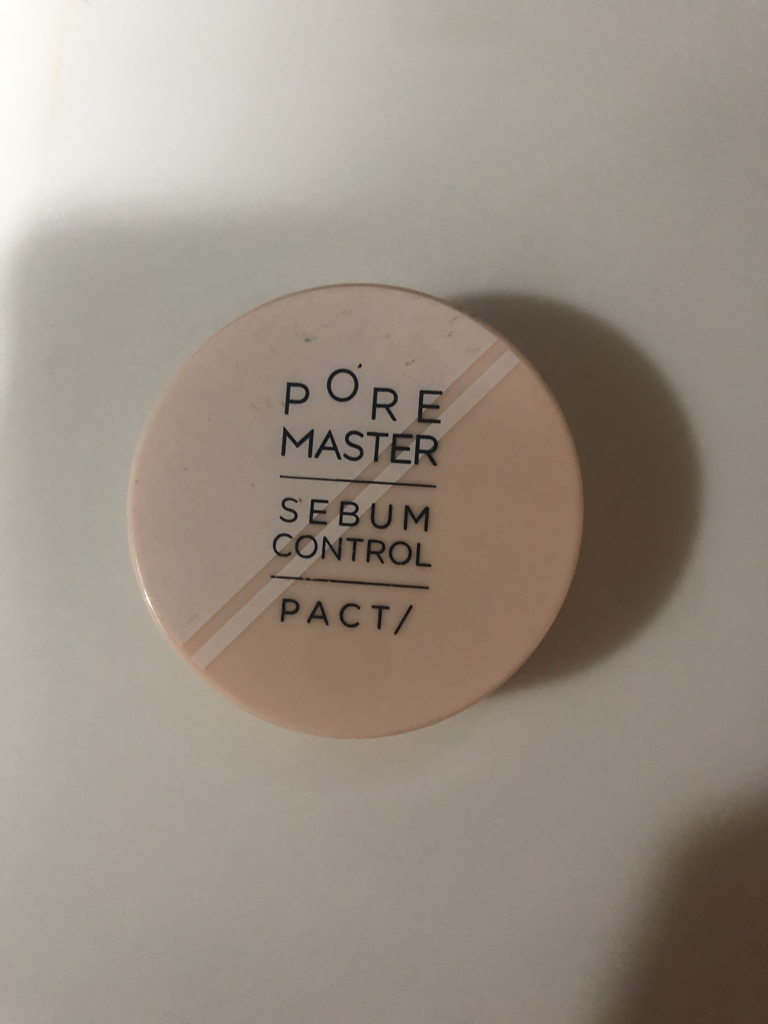 PORE
MASTER
SEBUM
CONTROL
PACT/